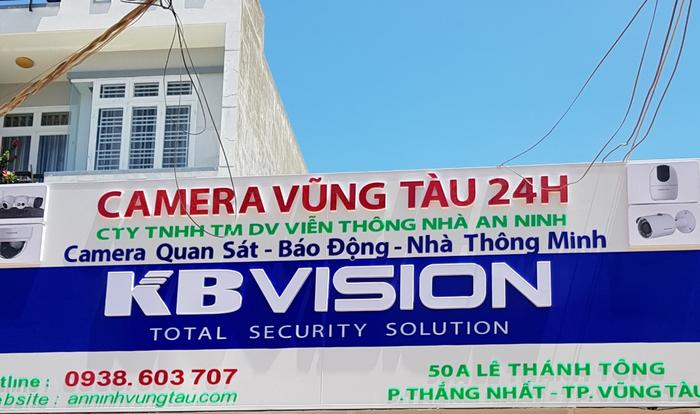 CAMERA VŨNG TÀU 24H
CTY TNHH TM DV VIỄN THÔNG NHÀ AN NINH
Camera Quan Sát - Báo Động - Nhà Thông Minh
KBVISION
TOTAL SECURITY SOLUTION
otline : 0938.603 707
ebsite : anninhvungtau.com
50A LÊ THÁNH TÔNG
P.THẮNG NHẤT - TP.VŨNG TÀU